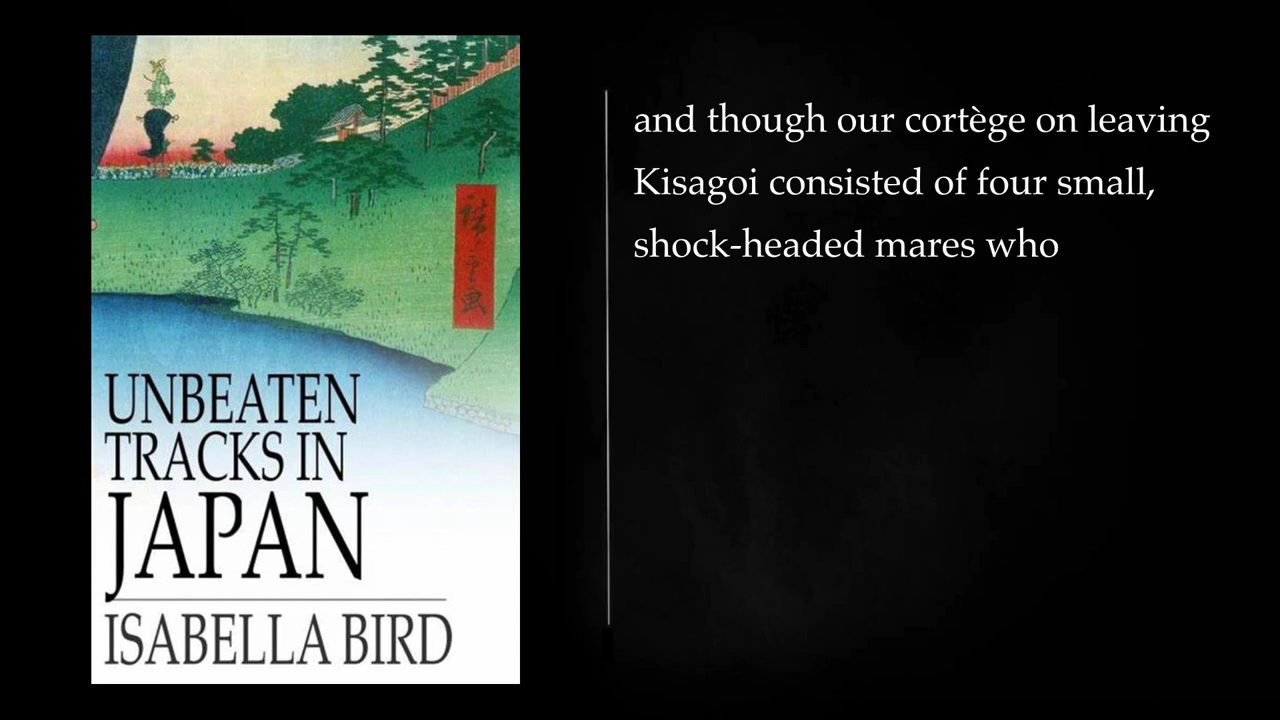 UNBEATEN
TRACKS IN
JAPAN
ISABELLA BIRD
and though our cortège on leaving
Kisagoi consisted of four small,
shock-headed mares who